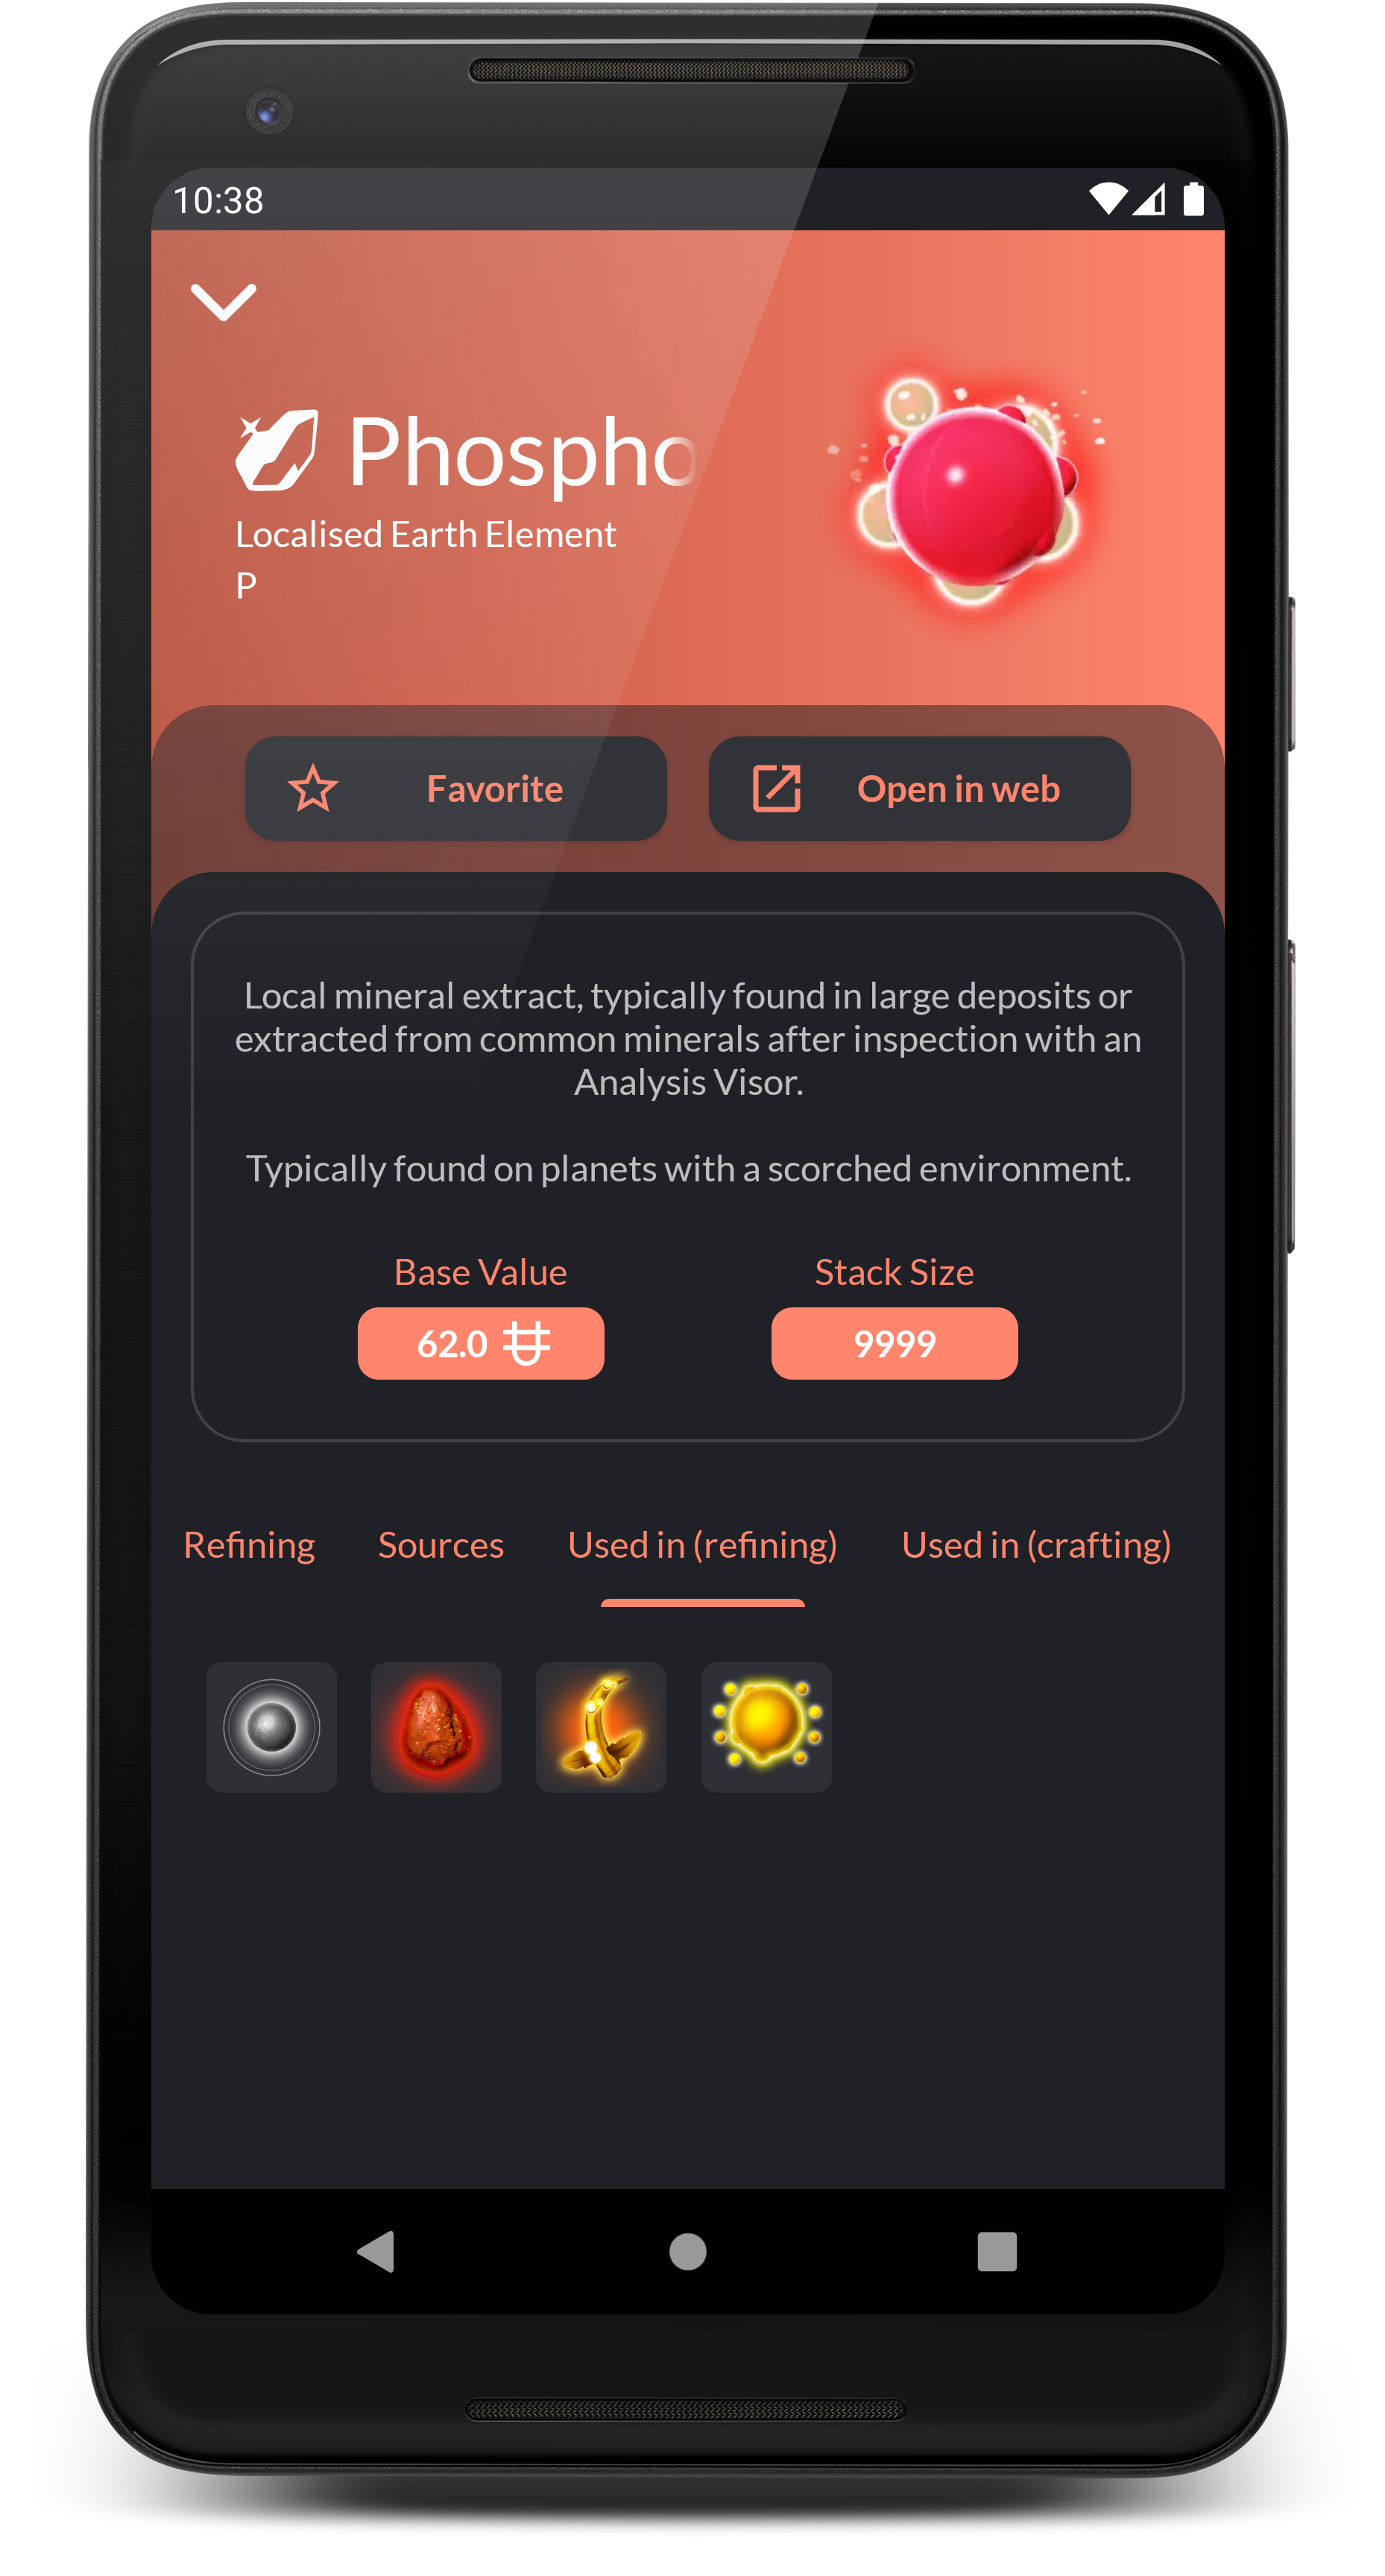 10:38
Phospho
Localised Earth Element
P
Favorite
Open in web
Local mineral extract, typically found in large deposits or
extracted from common minerals after inspection with an
Analysis Visor.
Typically found on planets with a scorched environment.
Base Value
Stack Size
62.0
9999
Refining
Sources
Used in (refining)
Used in (crafting)